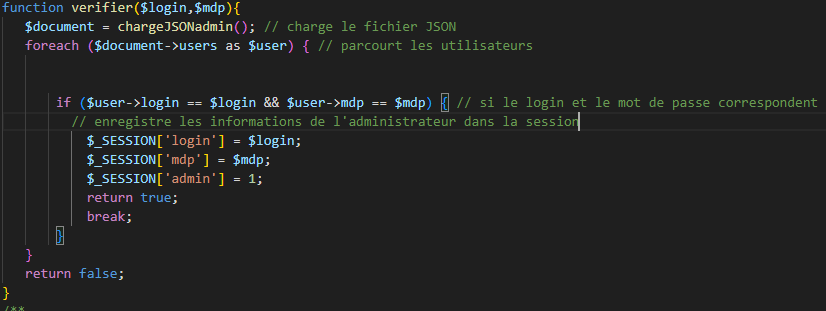 function verifier($login,$mdp){
$document = chargeJSONadmin(); // charge le fichier JSON
foreach ($document->users as $user) { // parcourt les utilisateurs
if ($user->login == $login && $user->mdp == $mdp) { // si le login et le mot de passe correspondent
// enregistre les informations de l'administrateur dans la session
$_SESSION['login'] = $login;
$_SESSION['mdp'] = $mdp;
$_SESSION['admin'] = 1;
return true;
break;
}
}
return false;
}
/**